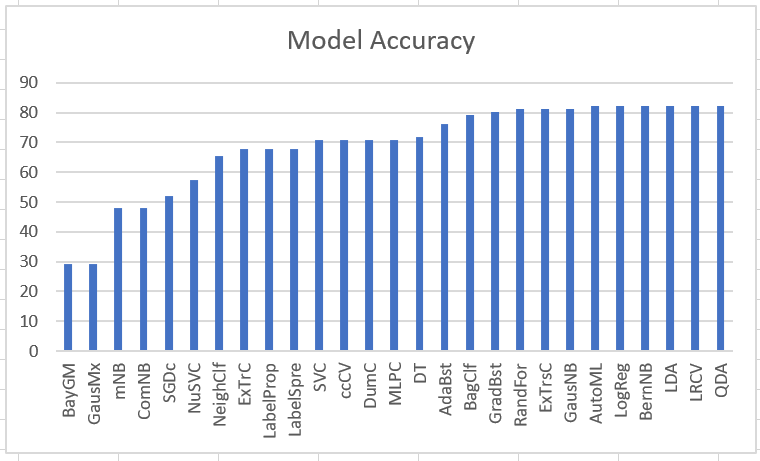 Model Accuracy
90
80
70
60
50
40
30
20
10
0
BayGM
GausMx
mNB
ComNB
SGDc
NuSVC
NeighClf
ExTrC
LabelProp
LabelSpre
SVC
ccCV
DumC
MLPC
DT
AdaBst
BagClf
GradBst
RandFor
ExTrsC
GausNB
AutoML
LogReg
BernNB
LDA
LRCV
QDA